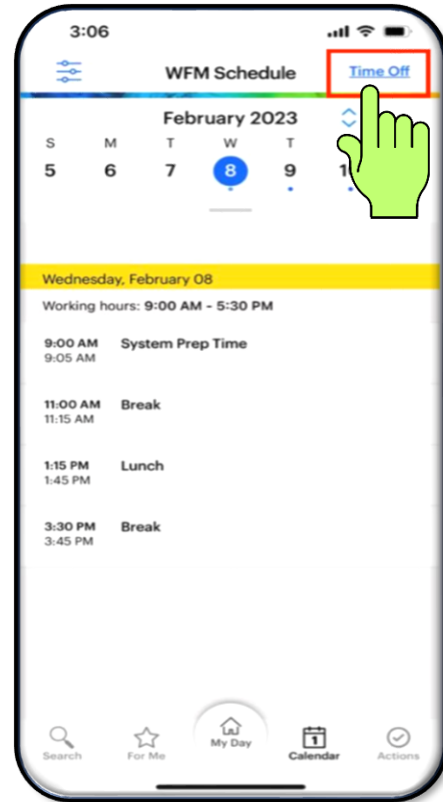 3:06
WFM Schedule Time Off
February 2023
S M T W T
5 6 7 8 9
Wednesday, February 08
Working hours: 9:00 AM - 5:30 PM
9:00 AM System Prep Time
9:05 AM
11:00 AM Break
11:15 AM
1:15 PM Lunch
1:45 PM
3:30 PM Break
3:45 PM
1
Search For Me My Day Calendar Actions